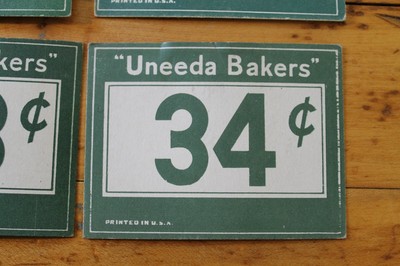 PRINTED IN U.S.A.
kers"
¢
"Uneeda Bakers"
34¢
PRINTED IN U.S.A.